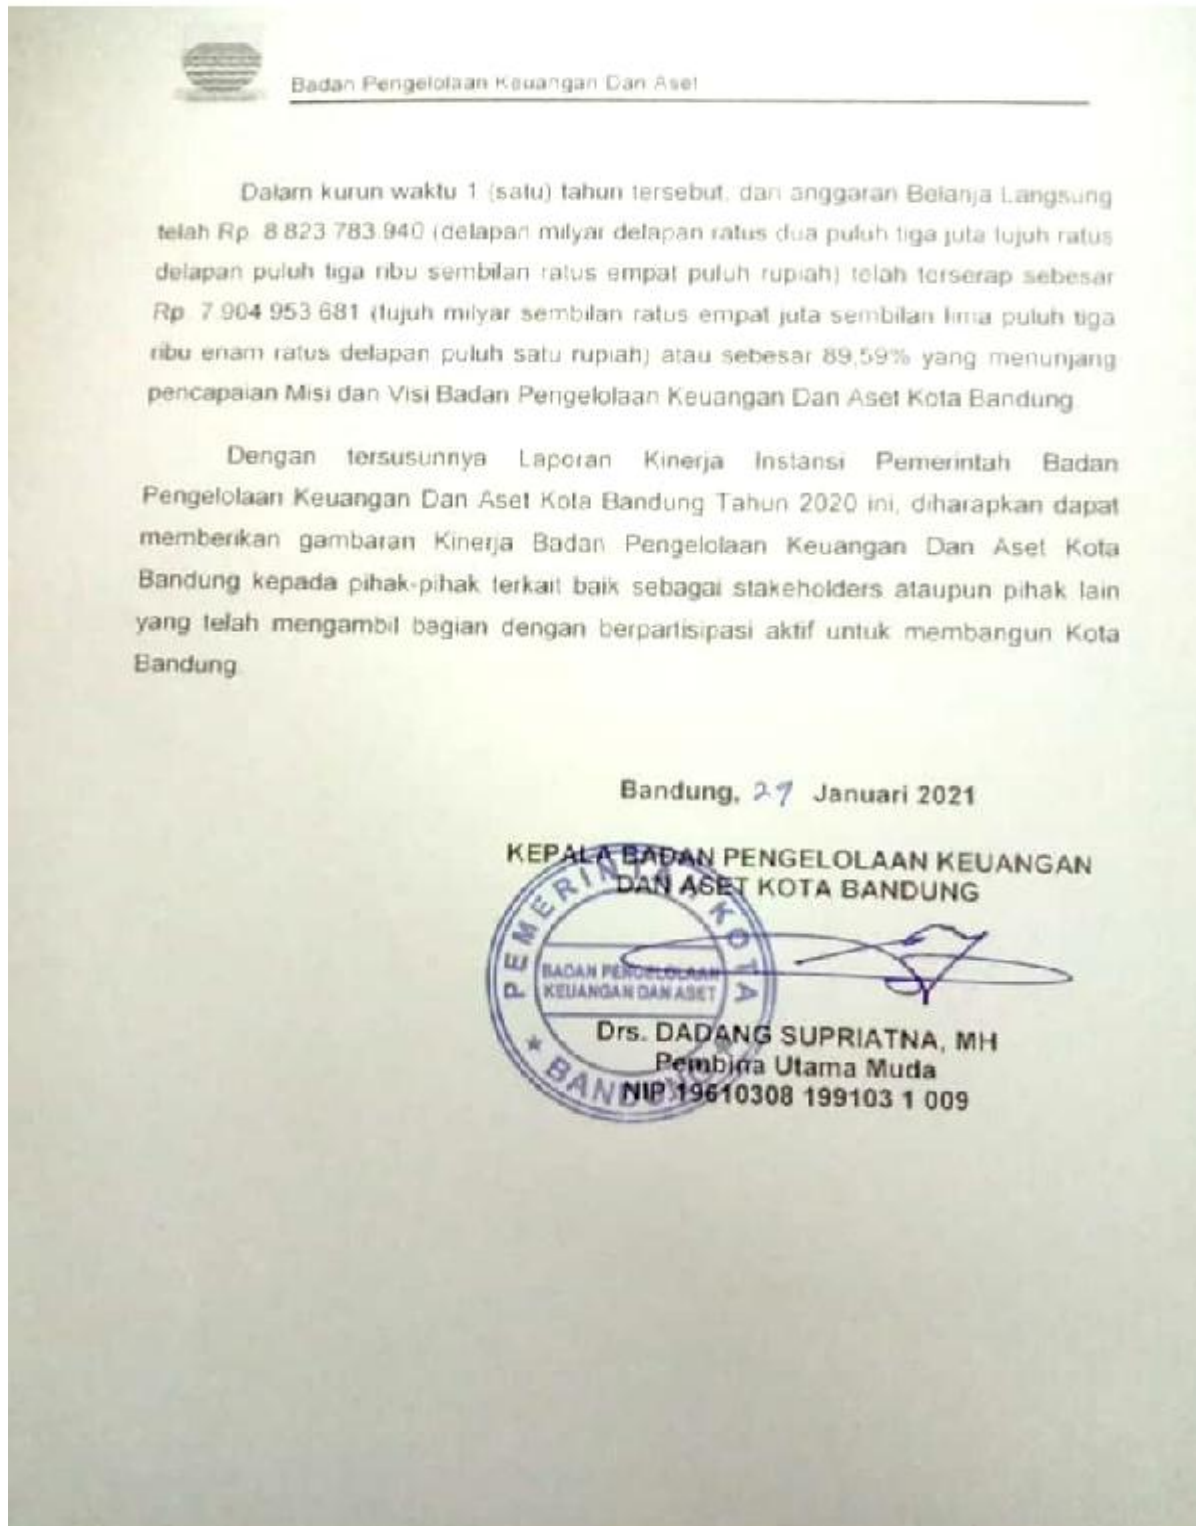 Badan Pengelolaan Keuangan Dan Aset
Dalam kurun waktu 1 (satu) tahun tersebut, dari anggaran Belanja Langsung
telah Rp. 8.823.783.940 (delapan milyar delapan ratus dua puluh tiga juta tujuh ratus
delapan puluh tiga ribu sembilan ratus empat puluh rupiah) telah terserap sebesar
Rp. 7.904.953.681 (tujuh milyar sembilan ratus empat juta sembilan lima puluh tiga
ribu enam ratus delapan puluh satu rupiah) atau sebesar 89,59% yang menunjang
pencapaian Misi dan Visi Badan Pengelolaan Keuangan Dan Aset Kota Bandung.
Dengan tersusunnya Laporan Kinerja Instansi Pemerintah Badan
Pengelolaan Keuangan Dan Aset Kota Bandung Tahun 2020 ini, diharapkan dapat
memberikan gambaran Kinerja Badan Pengelolaan Keuangan Dan Aset Kota
Bandung kepada pihak-pihak terkait baik sebagai stakeholders ataupun pihak lain
yang telah mengambil bagian dengan berpartisipasi aktif untuk membangun Kota
Bandung.
Bandung, Januari 2021
KEPALA BADAN PENGELOLAAN KEUANGAN
DAN ASET KOTA BANDUNG
PEMERINTAH KOTA
BADAN PENGELOLAAN
KEUANGAN DAN ASET
BANDUNG
Drs. DADANG SUPRIATNA, MH
Pembina Utama Muda
NIP 19610308 199103 1 009